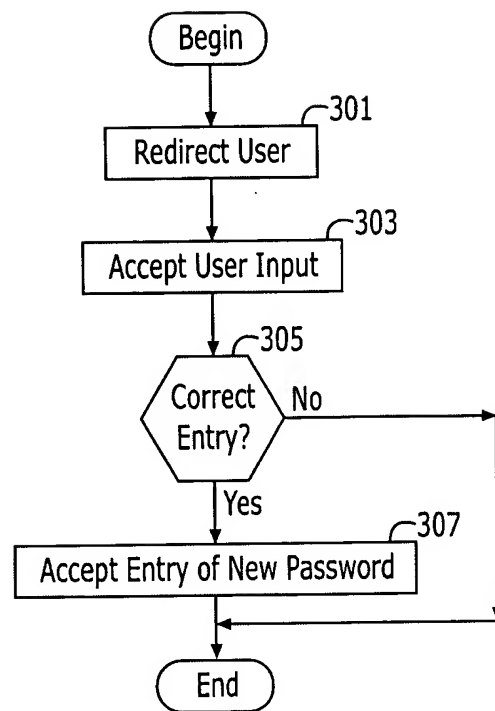 Begin
301
Redirect User
303
Accept User Input
305
Correct
Entry?
No
Yes
307
Accept Entry of New Password
End